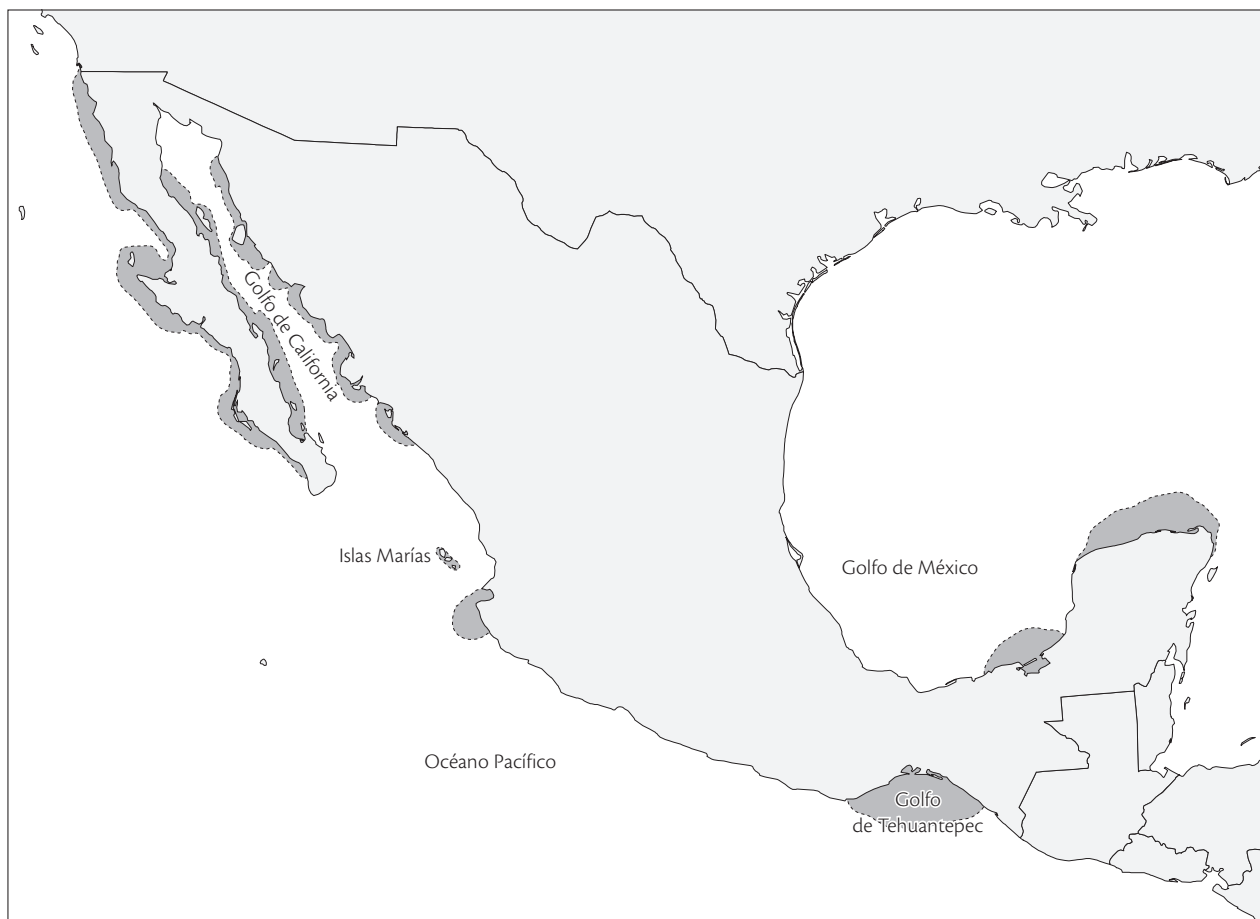 Golfo de California
Islas Marías
Golfo de México
Océano Pacífico
Golfo
de Tehuantepec